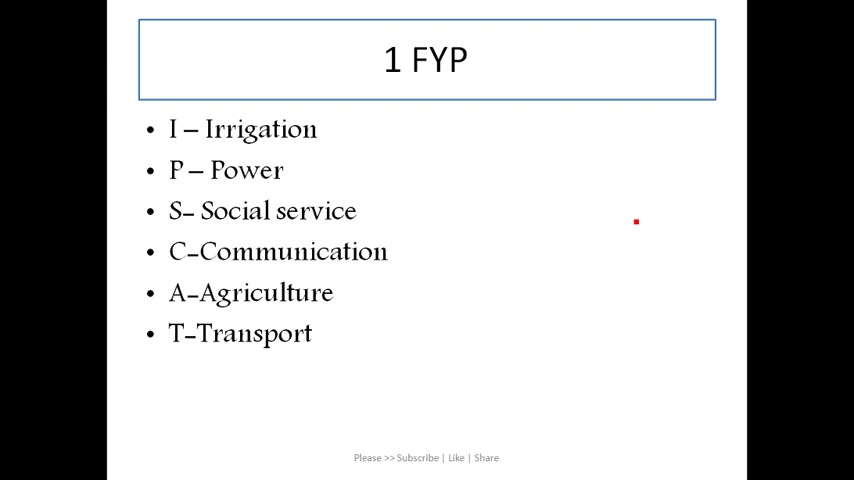 1 FYP
• I – Irrigation
• P – Power
• S– Social service
• C–Communication
• A–Agriculture
• T–Transport
Please >> Subscribe | Like | Share